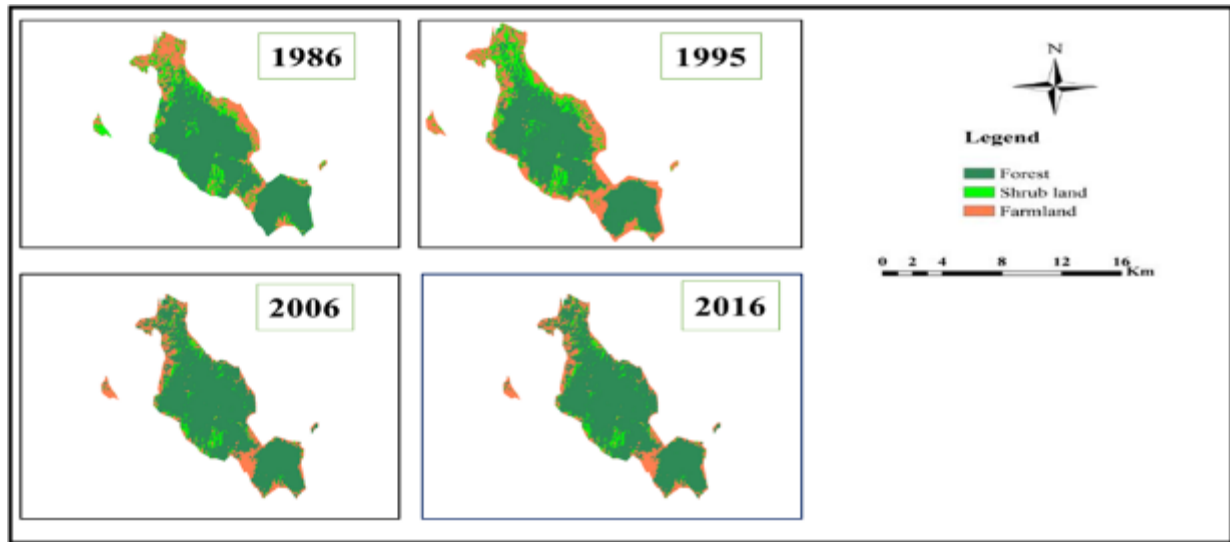 1986
1995
N
Legend
Forest
Shrub land
Farmland
0 2 4 8 12 16
Km
2006
2016